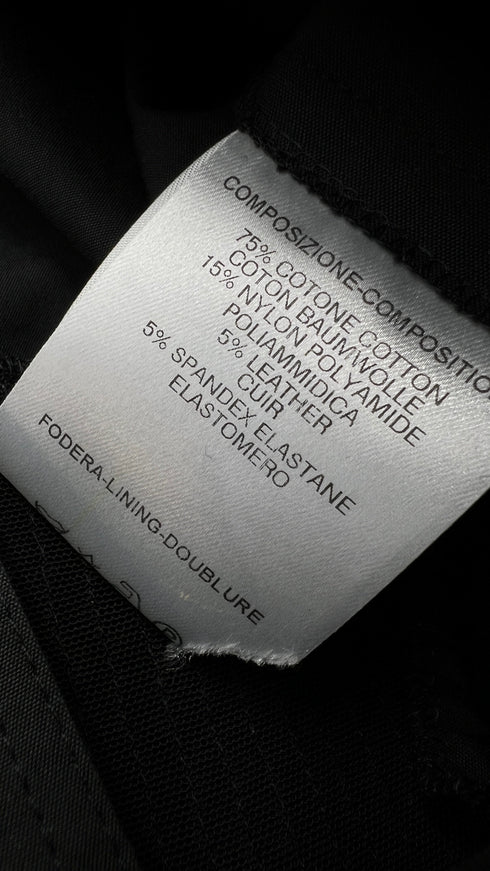 COMPOSIZIONE-COMPOSITIO
75% COTONE COTTON
COTON BAUMWOLLE
15% NYLON POLYAMIDE
POLIAMMIDICA
5% LEATHER
CUIR
5% SPANDEX ELASTANE
ELASTOMERO
FODERA-LINING-DOUBLURE